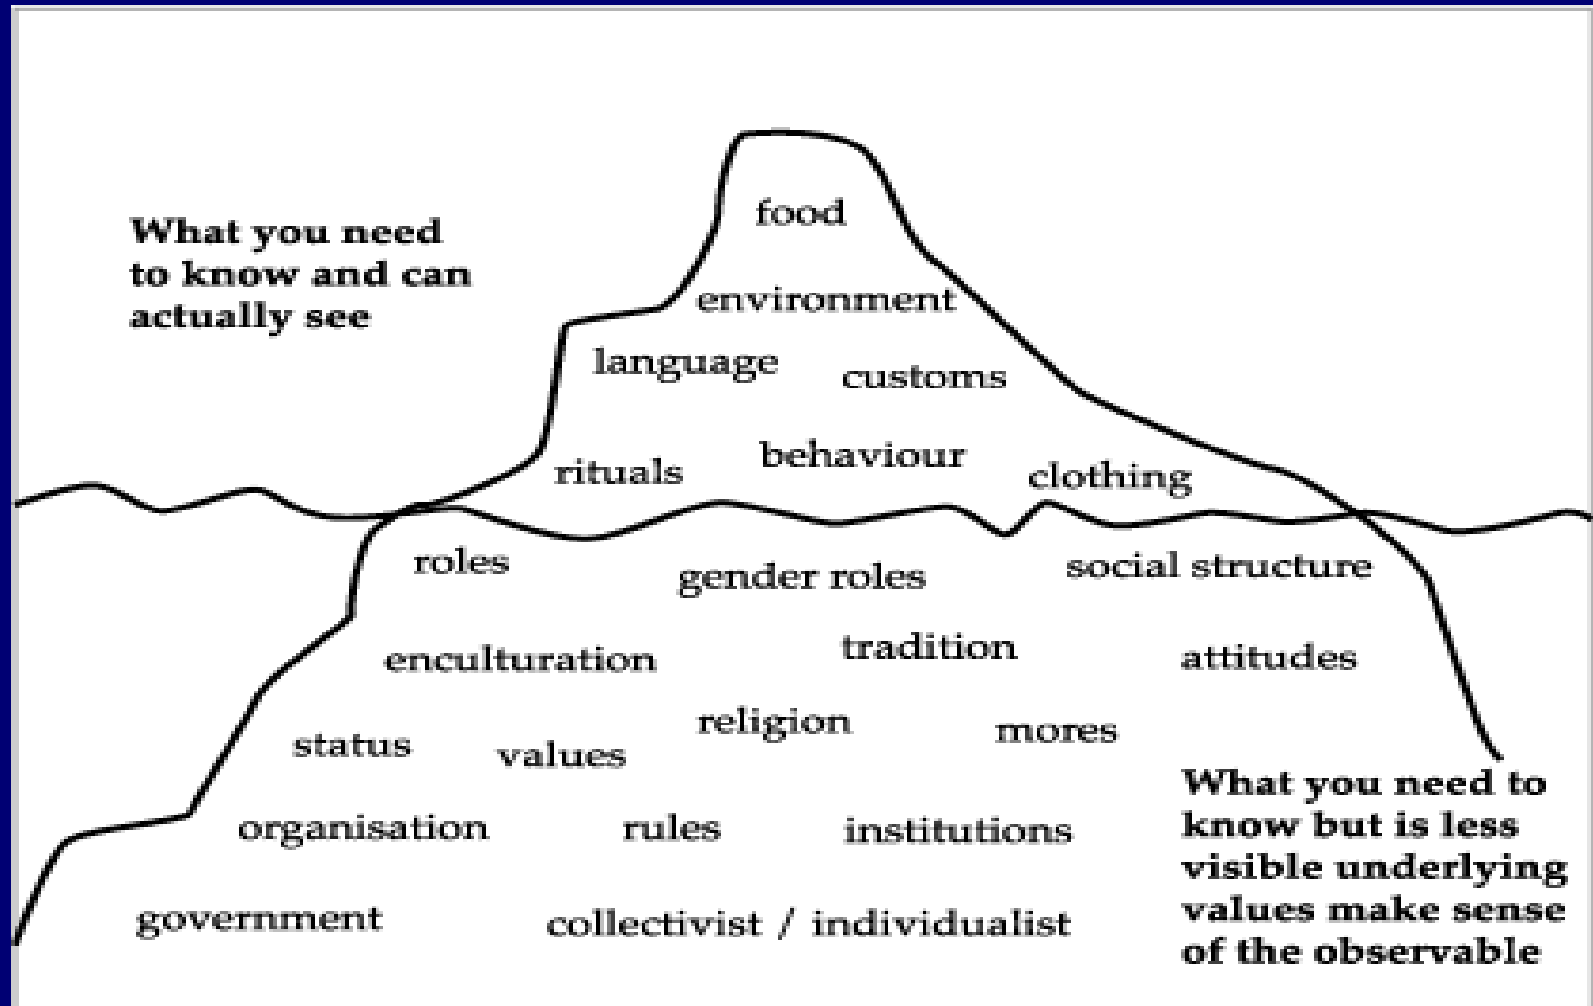 What you need
to know and can
actually see
food
environment
language customs
rituals behaviour clothing
roles gender roles social structure
enculturation tradition attitudes
status values religion mores
organisation rules institutions
government collectivist / individualist
What you need to
know but is less
visible underlying
values make sense
of the observable